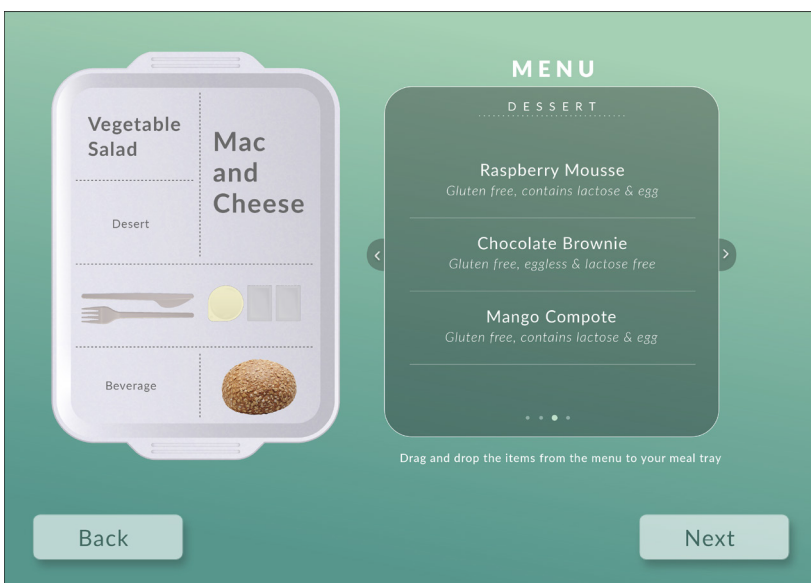 Vegetable
Salad
Mac
and
Cheese
Desert
Beverage
MENU
DESSERT
Raspberry Mousse
Gluten free, contains lactose & egg
Chocolate Brownie
Gluten free, eggless & lactose free
Mango Compote
Gluten free, contains lactose & egg
Drag and drop the items from the menu to your meal tray
Back
Next